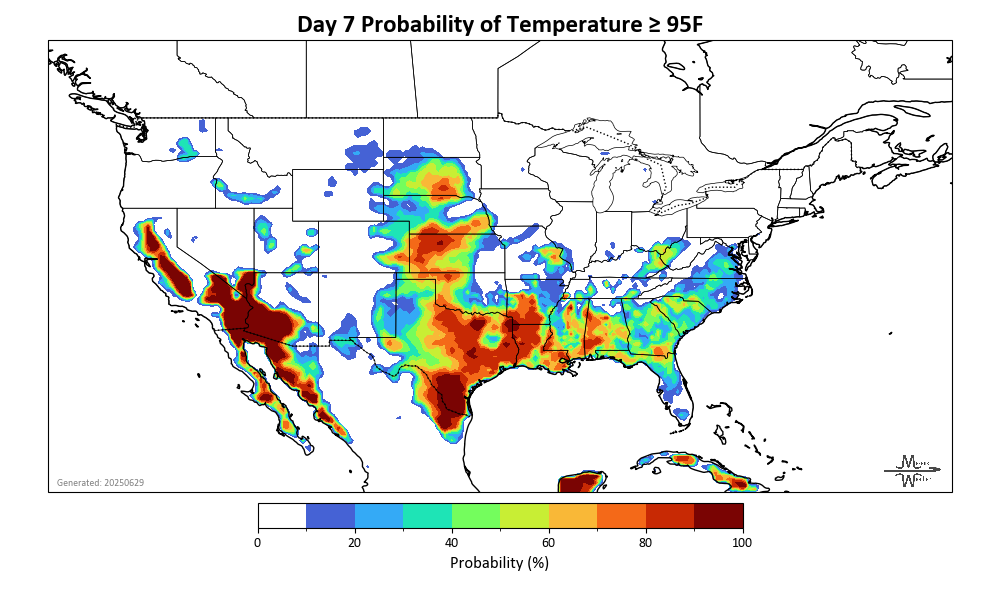 Day 7 Probability of Temperature ≥ 95F
Generated: 20250629
0 20 40 60 80 100
Probability (%)